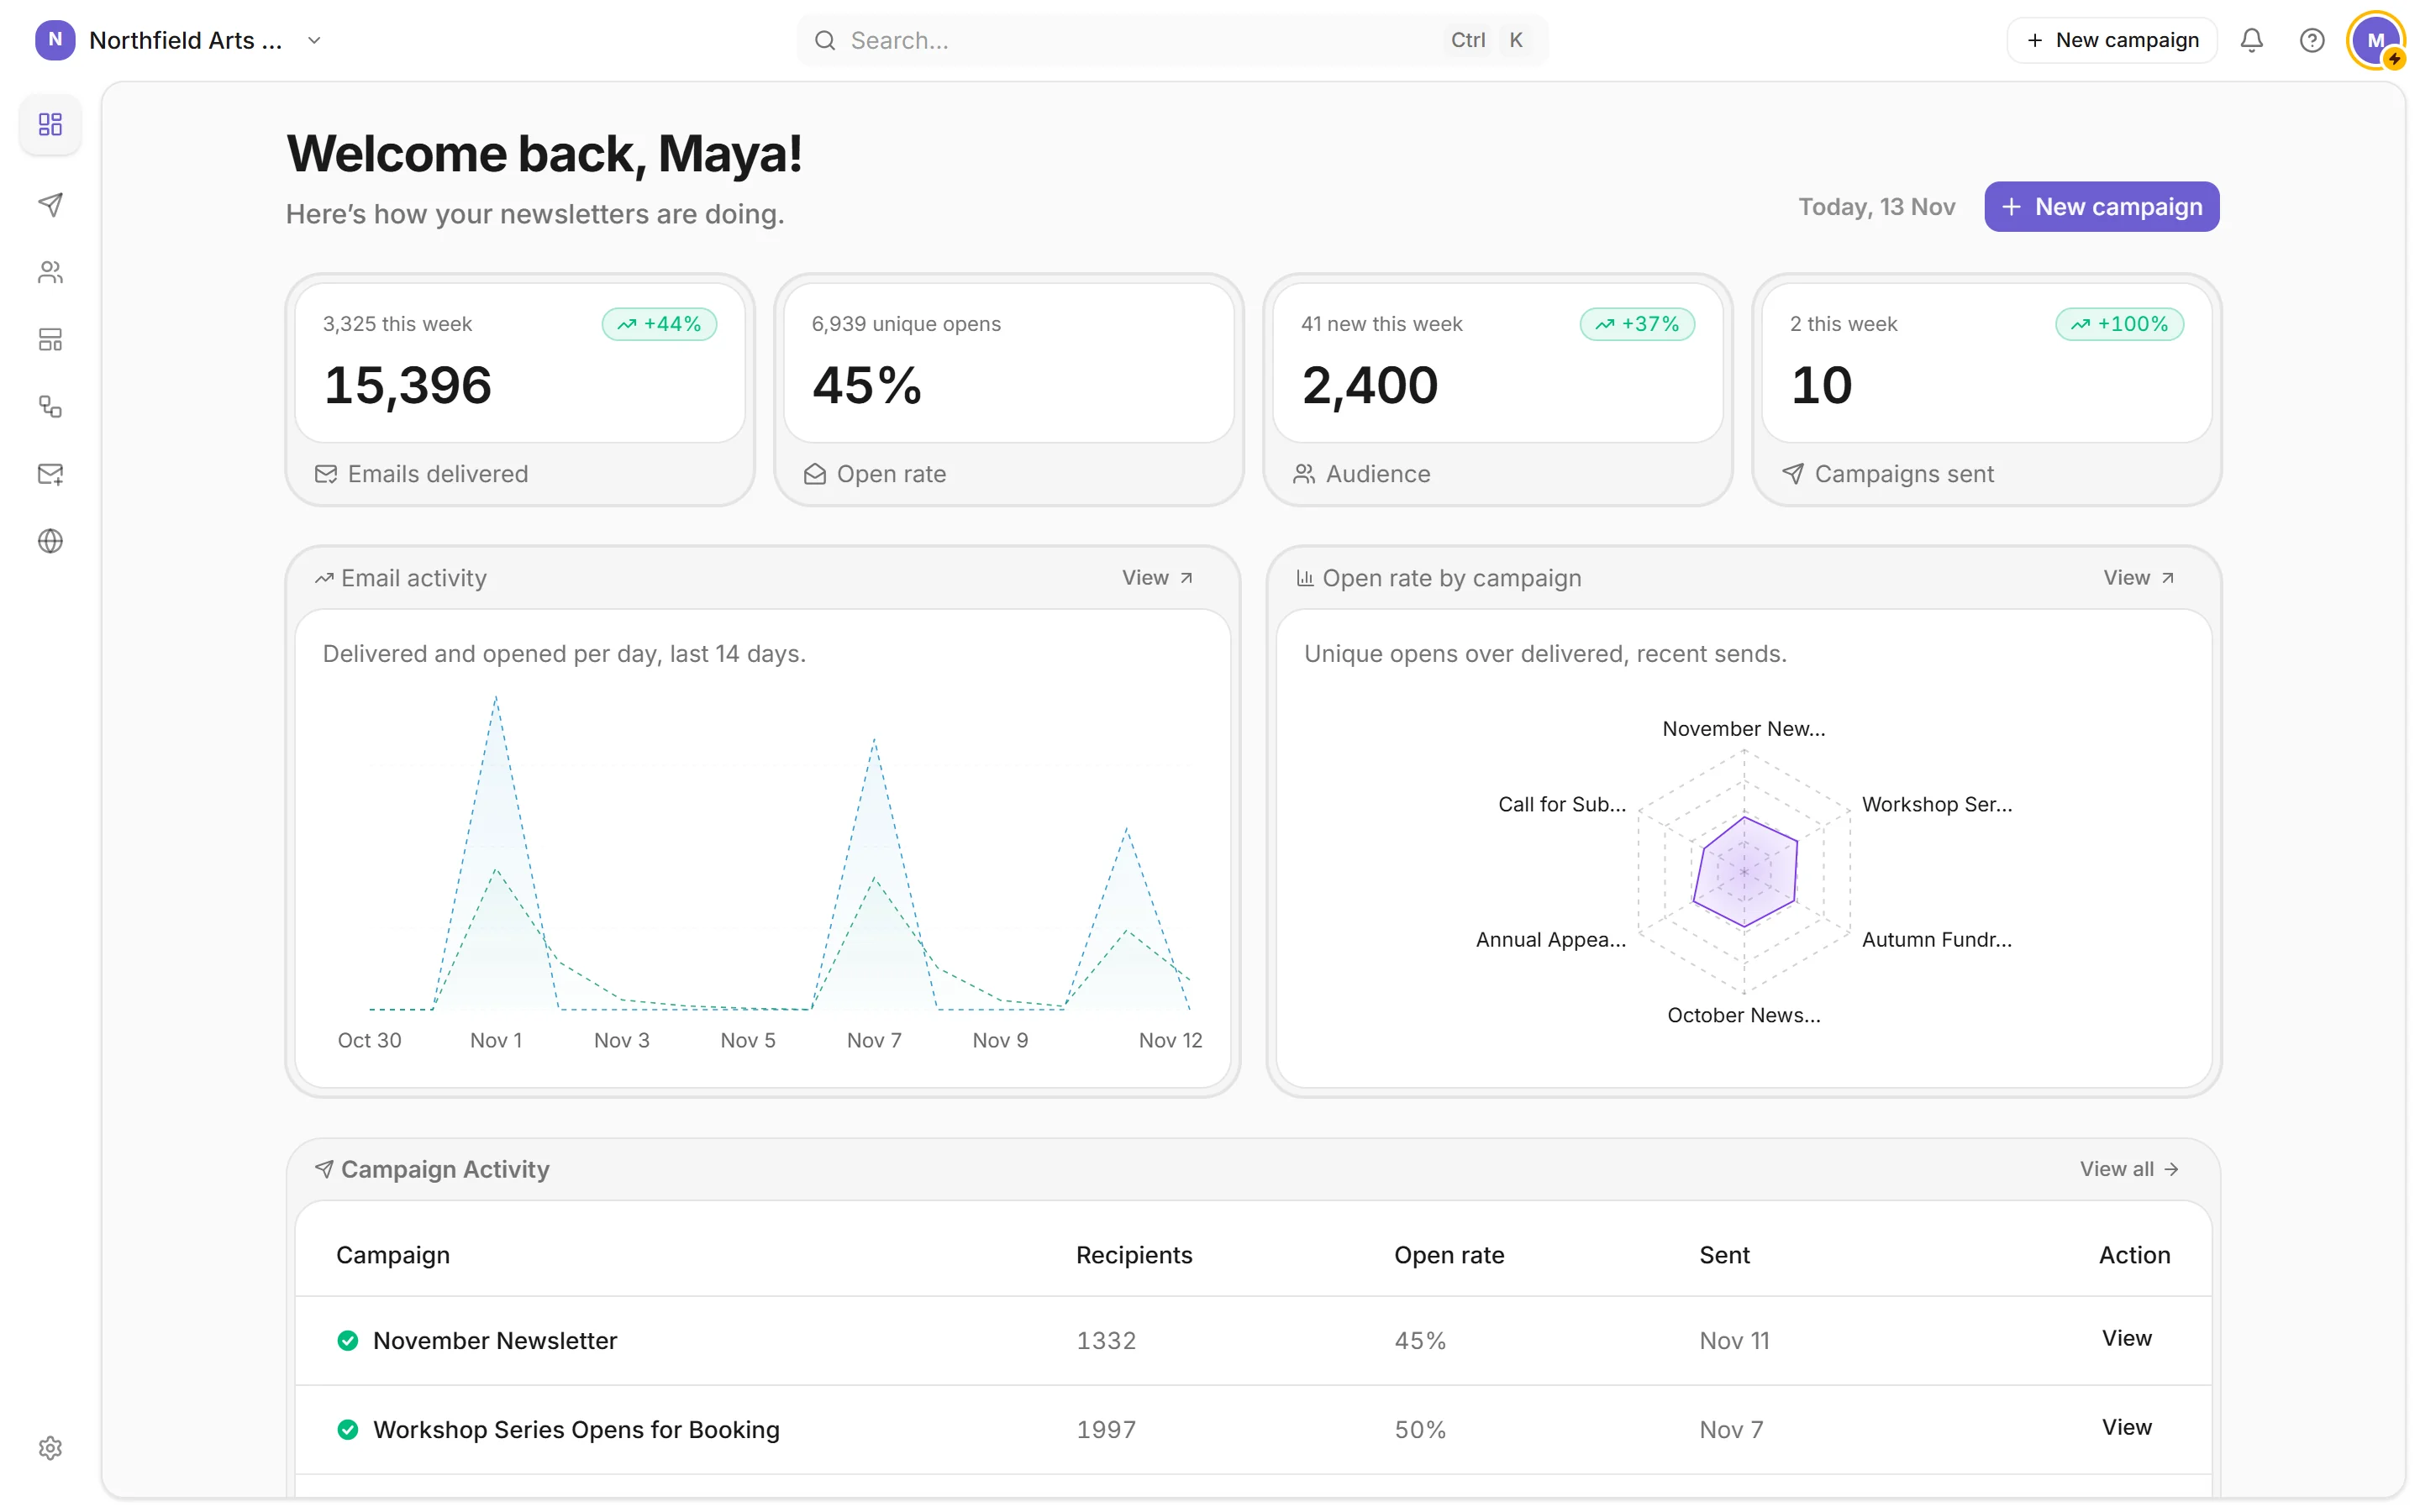 N Northfield Arts ...
Search... Ctrl K
+ New campaign
M
Welcome back, Maya!
Here’s how your newsletters are doing.
Today, 13 Nov
+ New campaign
3,325 this week +44%
15,396
Emails delivered
6,939 unique opens
45%
Open rate
41 new this week +37%
2,400
Audience
2 this week +100%
10
Campaigns sent
Email activity View
Delivered and opened per day, last 14 days.
Oct 30 Nov 1 Nov 3 Nov 5 Nov 7 Nov 9 Nov 12
Open rate by campaign View
Unique opens over delivered, recent sends.
November New...
Call for Sub... Workshop Ser...
Annual Appea... Autumn Fundr...
October News...
Campaign Activity View all
Campaign Recipients Open rate Sent Action
November Newsletter 1332 45% Nov 11 View
Workshop Series Opens for Booking 1997 50% Nov 7 View